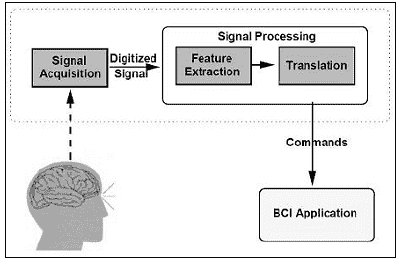 Signal Processing
Signal
Acquisition
Digitized
Signal
Feature
Extraction
Translation
Commands
BCI Application